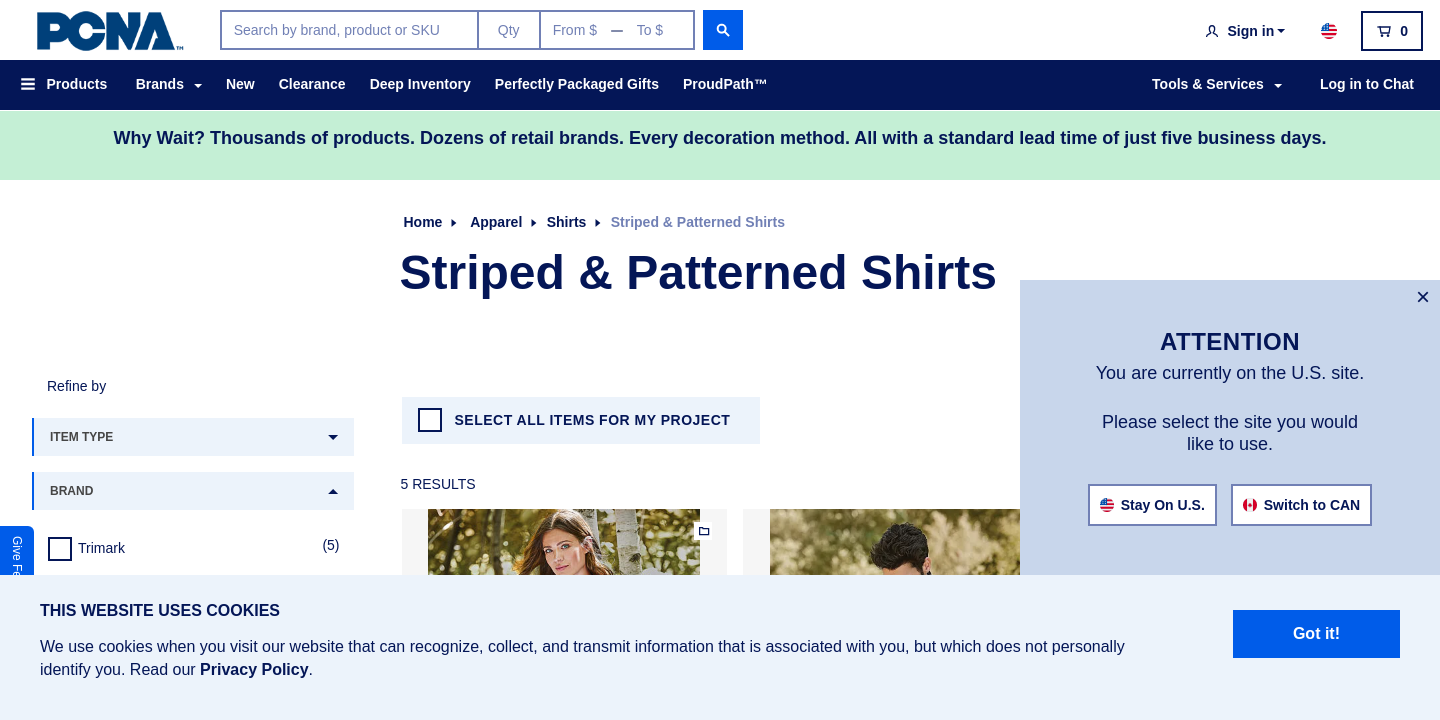 PCNA™
Search by brand, product or SKU
Qty
From $ — To $
Sign in
0
Products
Brands
New
Clearance
Deep Inventory
Perfectly Packaged Gifts
ProudPath™
Tools & Services
Log in to Chat
Why Wait? Thousands of products. Dozens of retail brands. Every decoration method. All with a standard lead time of just five business days.
Home
Apparel
Shirts
Striped & Patterned Shirts
Striped & Patterned Shirts
Refine by
ITEM TYPE
BRAND
Trimark
(5)
Give Fe
SELECT ALL ITEMS FOR MY PROJECT
5 RESULTS
×
ATTENTION
You are currently on the U.S. site.
Please select the site you would
like to use.
Stay On U.S.
Switch to CAN
THIS WEBSITE USES COOKIES
We use cookies when you visit our website that can recognize, collect, and transmit information that is associated with you, but which does not personally
identify you. Read our Privacy Policy.
Got it!